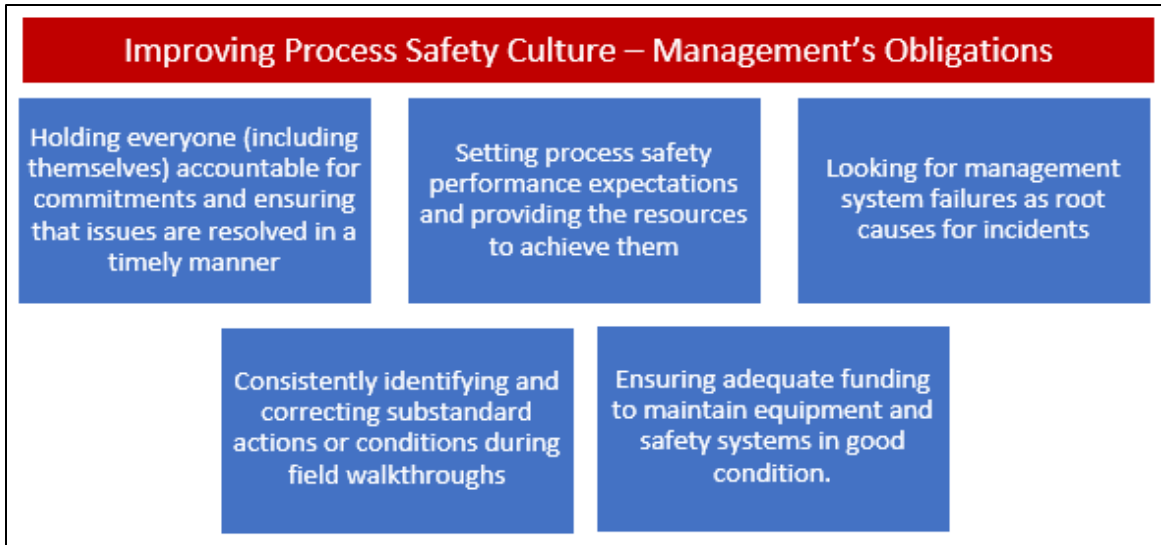 Improving Process Safety Culture – Management's Obligations
Holding everyone (including
themselves) accountable for
commitments and ensuring
that issues are resolved in a
timely manner
Setting process safety
performance expectations
and providing the resources
to achieve them
Looking for management
system failures as root
causes for incidents
Consistently identifying and
correcting substandard
actions or conditions during
field walkthroughs
Ensuring adequate funding
to maintain equipment and
safety systems in good
condition.